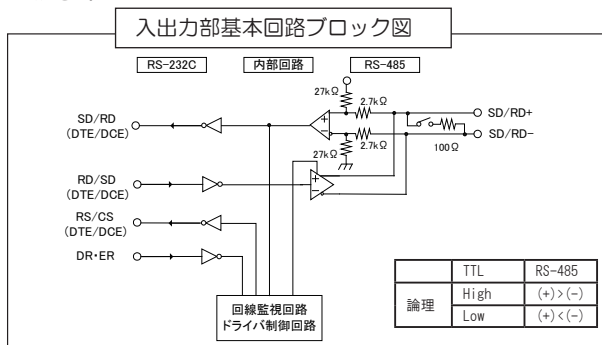 入出力部基本回路ブロック図
RS-232C
内部回路
RS-485
27kΩ
2.7kΩ
SD/RD
(DTE/DCE)
SD/RD+
SD/RD-
2.7kΩ
100Ω
27kΩ
RD/SD
(DTE/DCE)
RS/CS
(DTE/DCE)
DR・ER
回線監視回路
ドライバ制御回路
TTL RS-485
論理 High (+)>(-)
Low (+)<(-)